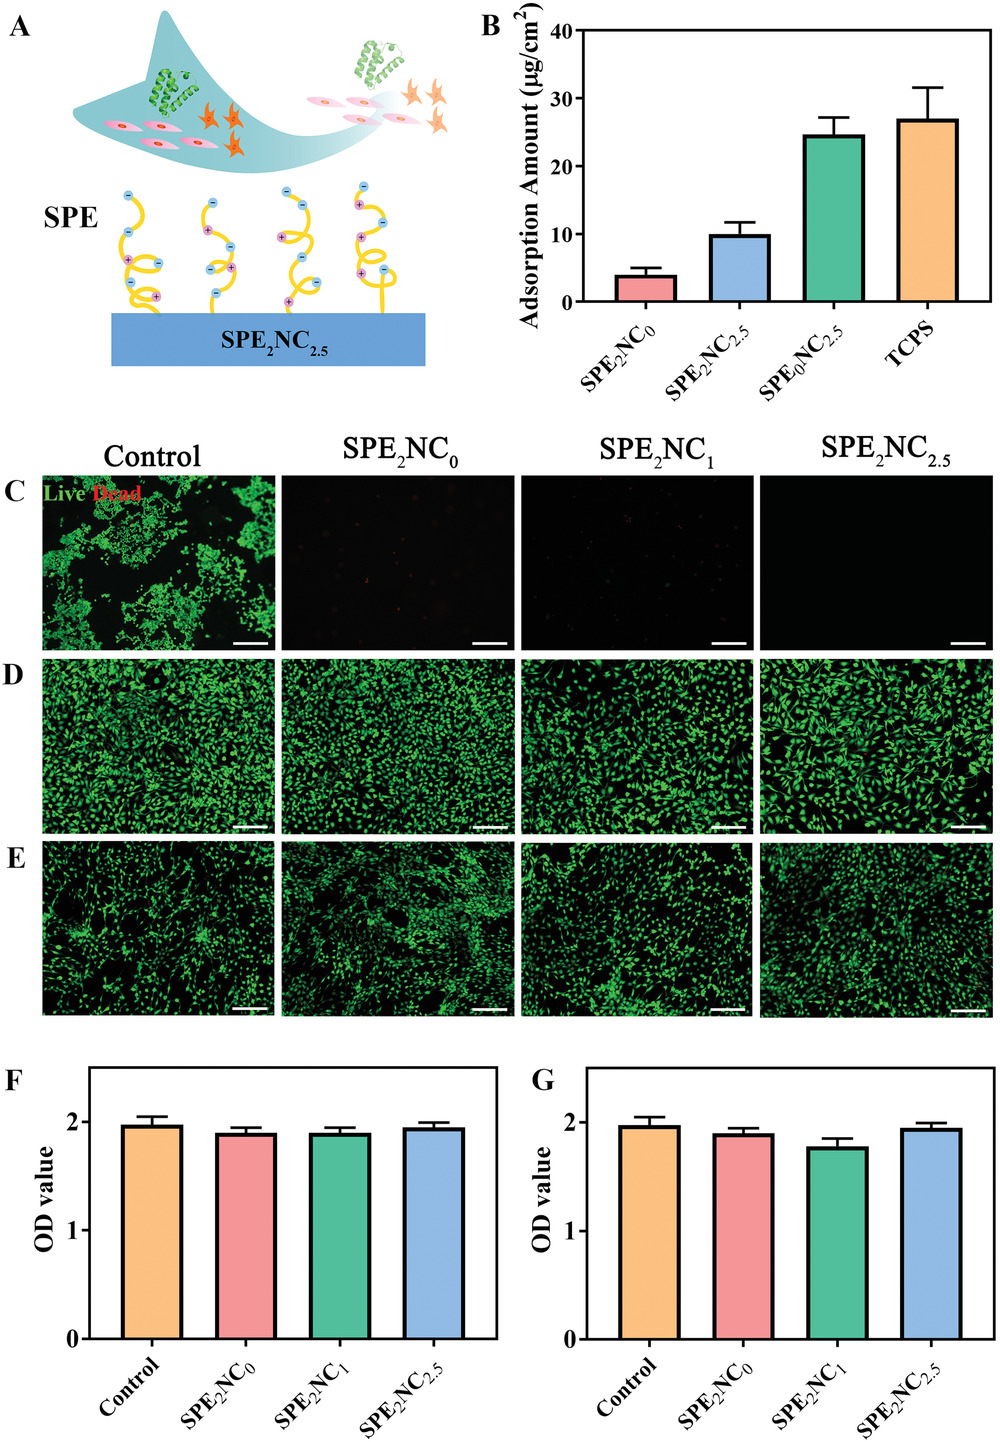 A
SPE
SPE₂NC₂.₅
B
Adsorption Amount (μg/cm²)
40
30
20
10
0
SPE₂NC₀
SPE₂NC₂.₅
SPE₀NC₂.₅
TCPS
Control
SPE₂NC₀
SPE₂NC₁
SPE₂NC₂.₅
C
Live Dead
D
E
F
OD value
2
1
0
Control
SPE₂NC₀
SPE₂NC₁
SPE₂NC₂.₅
G
OD value
2
1
0
Control
SPE₂NC₀
SPE₂NC₁
SPE₂NC₂.₅